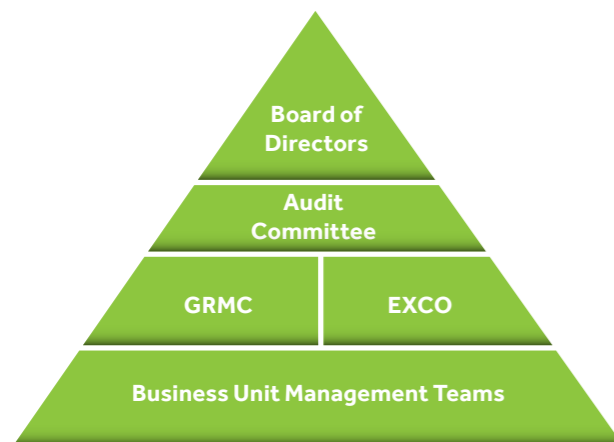 Board of
Directors
Audit
Committee
GRMC
EXCO
Business Unit Management Teams